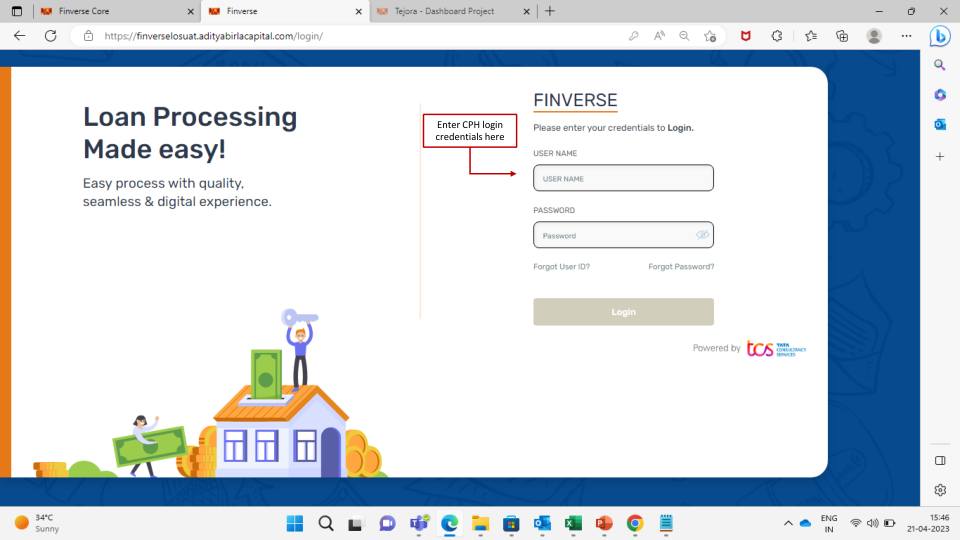 Finverse Core
Finverse
Tejora - Dashboard Project
https://finverselosuat.adityabirlacapital.com/login/
Loan Processing
Made easy!
Easy process with quality,
seamless & digital experience.
Enter CPH login
credentials here
FINVERSE
Please enter your credentials to Login.
USER NAME
USER NAME
PASSWORD
Password
Forgot User ID?
Forgot Password?
Login
Powered by
tcs
TATA
CONSULTANCY
SERVICES
34°C
Sunny
ENG
IN
15:46
21-04-2023